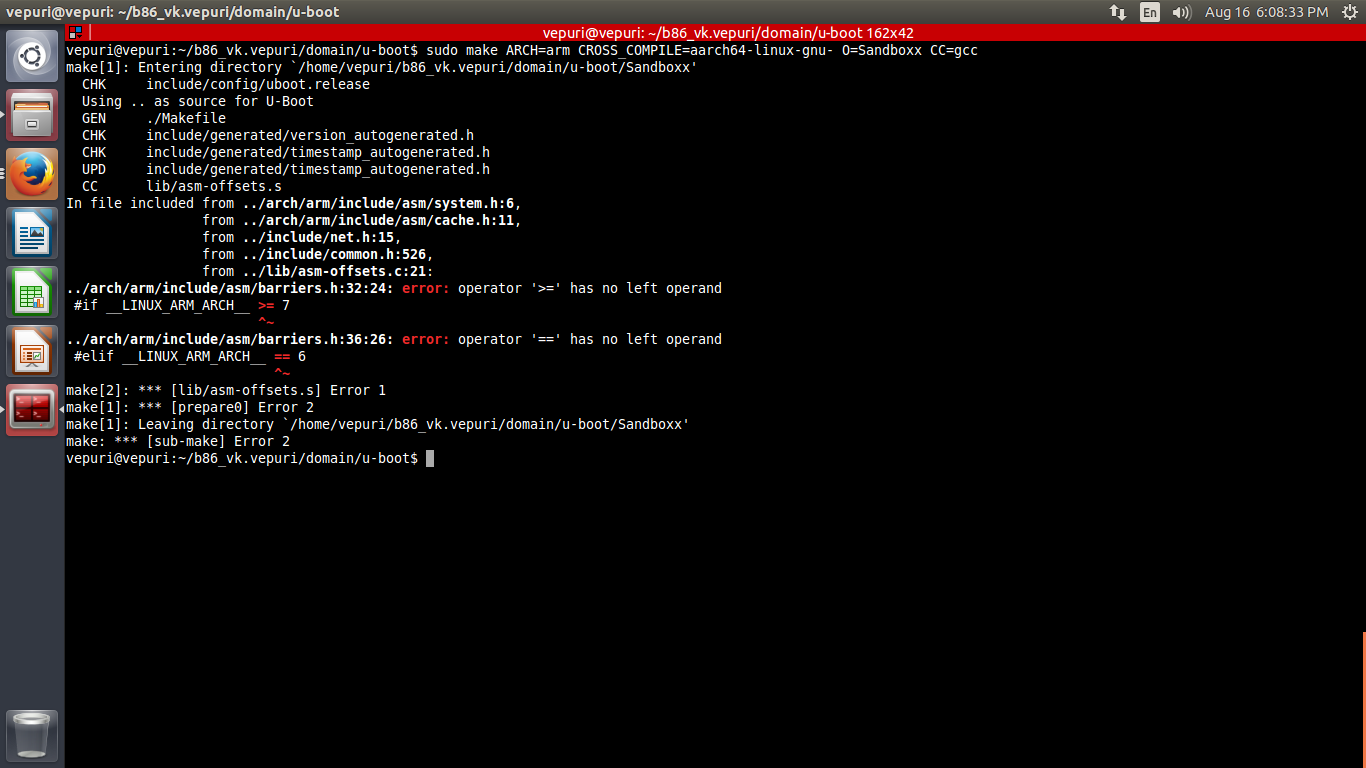 vepuri@vepuri: ~/b86_vk.vepuri/domain/u-boot
En
Aug 16 6:08:33 PM
vepuri@vepuri: ~/b86_vk.vepuri/domain/u-boot 162x42
vepuri@vepuri:~/b86_vk.vepuri/domain/u-boot$ sudo make ARCH=arm CROSS_COMPILE=aarch64-linux-gnu- O=Sandboxx CC=gcc
make[1]: Entering directory `/home/vepuri/b86_vk.vepuri/domain/u-boot/Sandboxx'
  CHK     include/config/uboot.release
  Using .. as source for U-Boot
  GEN     ./Makefile
  CHK     include/generated/version_autogenerated.h
  CHK     include/generated/timestamp_autogenerated.h
  UPD     include/generated/timestamp_autogenerated.h
  CC      lib/asm-offsets.s
In file included from ../arch/arm/include/asm/system.h:6,
                 from ../arch/arm/include/asm/cache.h:11,
                 from ../include/net.h:15,
                 from ../include/common.h:526,
                 from ../lib/asm-offsets.c:21:
../arch/arm/include/asm/barriers.h:32:24: error: operator '>=' has no left operand
 #if __LINUX_ARM_ARCH__ >= 7
                        ^~
../arch/arm/include/asm/barriers.h:36:26: error: operator '==' has no left operand
 #elif __LINUX_ARM_ARCH__ == 6
                          ^~
make[2]: *** [lib/asm-offsets.s] Error 1
make[1]: *** [prepare0] Error 2
make[1]: Leaving directory `/home/vepuri/b86_vk.vepuri/domain/u-boot/Sandboxx'
make: *** [sub-make] Error 2
vepuri@vepuri:~/b86_vk.vepuri/domain/u-boot$